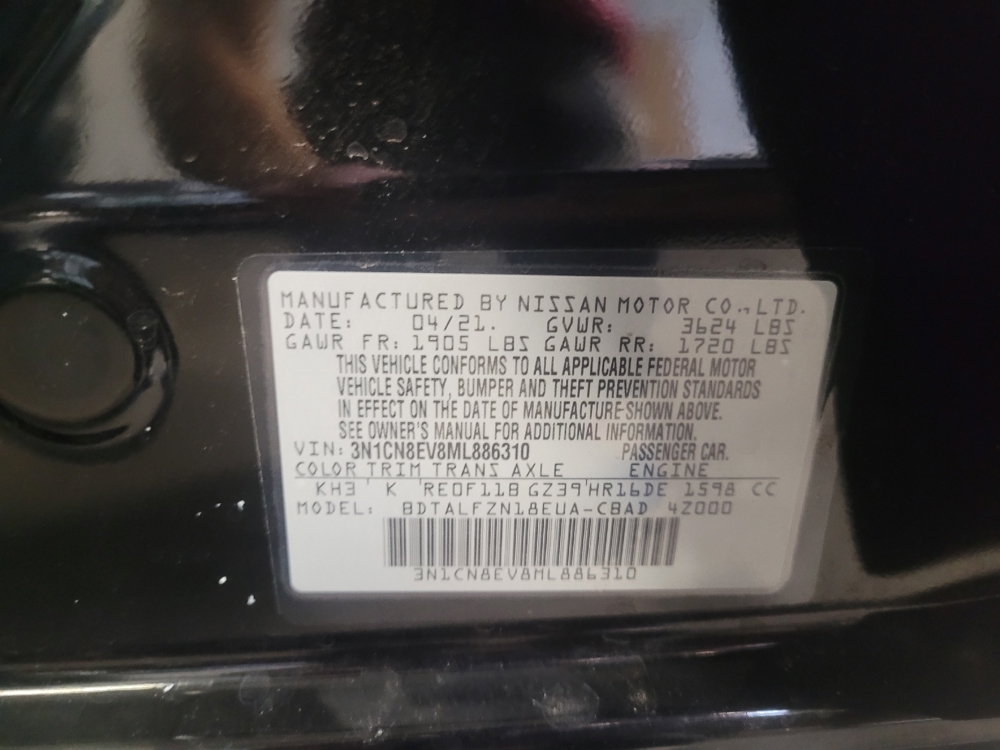 MANUFACTURED BY NISSAN MOTOR CO.,LTD.
DATE: 04/21. GVWR: 3624 LBS
GAWR FR: 1905 LBS GAWR RR: 1720 LBS
THIS VEHICLE CONFORMS TO ALL APPLICABLE FEDERAL MOTOR
VEHICLE SAFETY, BUMPER AND THEFT PREVENTION STANDARDS
IN EFFECT ON THE DATE OF MANUFACTURE SHOWN ABOVE.
SEE OWNER'S MANUAL FOR ADDITIONAL INFORMATION.
VIN: 3N1CN8EV8ML886310 PASSENGER CAR.
COLOR TRIM TRANS AXLE ENGINE
KH3 K RE0F11B GZ39 HR16DE 1598 CC
MODEL: BDTALFZN18EUA-CBAD 4Z000
3N1CN8EV8ML886310